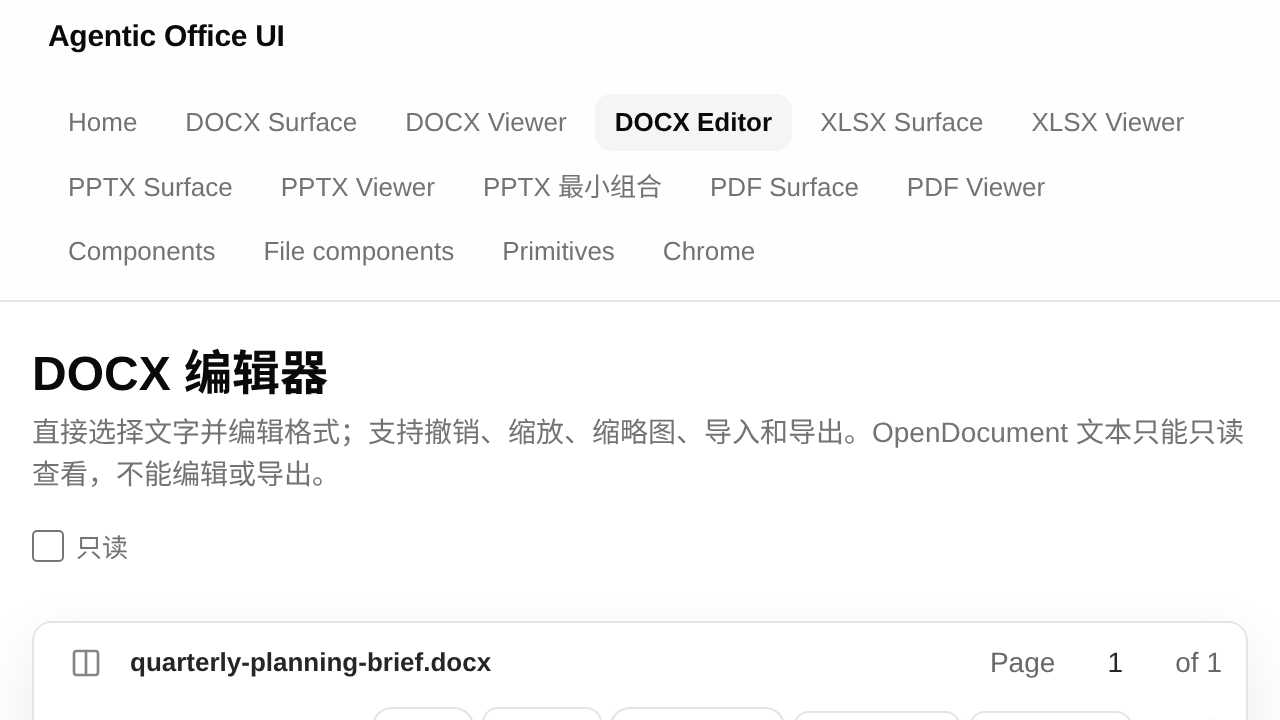 Agentic Office UI
Home DOCX Surface DOCX Viewer DOCX Editor XLSX Surface XLSX Viewer
PPTX Surface PPTX Viewer PPTX 最小组合 PDF Surface PDF Viewer
Components File components Primitives Chrome
DOCX 编辑器
直接选择文字并编辑格式；支持撤销、缩放、缩略图、导入和导出。OpenDocument 文本只能只读
查看，不能编辑或导出。
只读
quarterly-planning-brief.docx Page 1 of 1